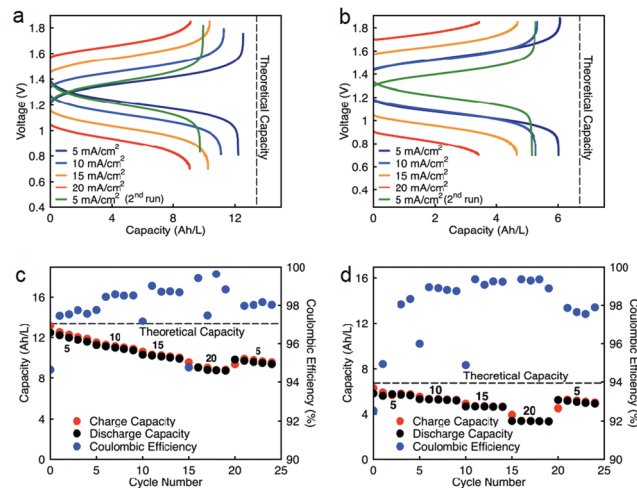 a
Voltage (V)
1.8
1.6
1.4
1.2
1.0
0.8
0.6
0.4
Theoretical Capacity
5 mA/cm²
10 mA/cm²
15 mA/cm²
20 mA/cm²
5 mA/cm² (2nd run)
0 4 8 12
Capacity (Ah/L)
b
Voltage (V)
1.8
1.6
1.4
1.2
1
0.8
0.6
0.4
Theoretical Capacity
5 mA/cm²
10 mA/cm²
15 mA/cm²
20 mA/cm²
5 mA/cm² (2nd run)
0 2 4 6
Capacity (Ah/L)
c
Capacity (Ah/L)
16
12
8
4
0
Theoretical Capacity
5 10 15 20 5
Charge Capacity
Discharge Capacity
Coulombic Efficiency
100
98
96
94
92
90
Coulombic Efficiency (%)
0 5 10 15 20 25
Cycle Number
d
Capacity (Ah/L)
16
12
8
4
0
Theoretical Capacity
5 10 15 20 5
Charge Capacity
Discharge Capacity
Coulombic Efficiency
100
98
96
94
92
90
Coulombic Efficiency (%)
0 5 10 15 20 25
Cycle Number